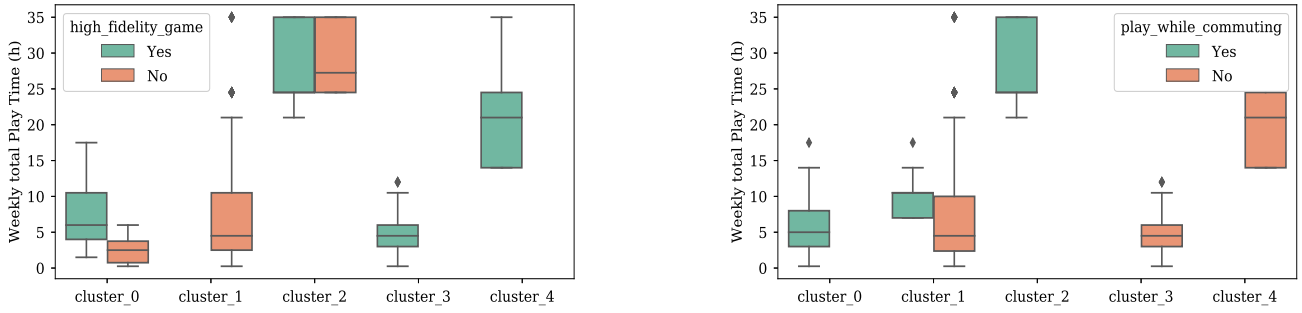 Weekly total Play Time (h)
35
30
25
20
15
10
5
0
high_fidelity_game
Yes
No
cluster_0 cluster_1 cluster_2 cluster_3 cluster_4
Weekly total Play Time (h)
35
30
25
20
15
10
5
0
play_while_commuting
Yes
No
cluster_0 cluster_1 cluster_2 cluster_3 cluster_4